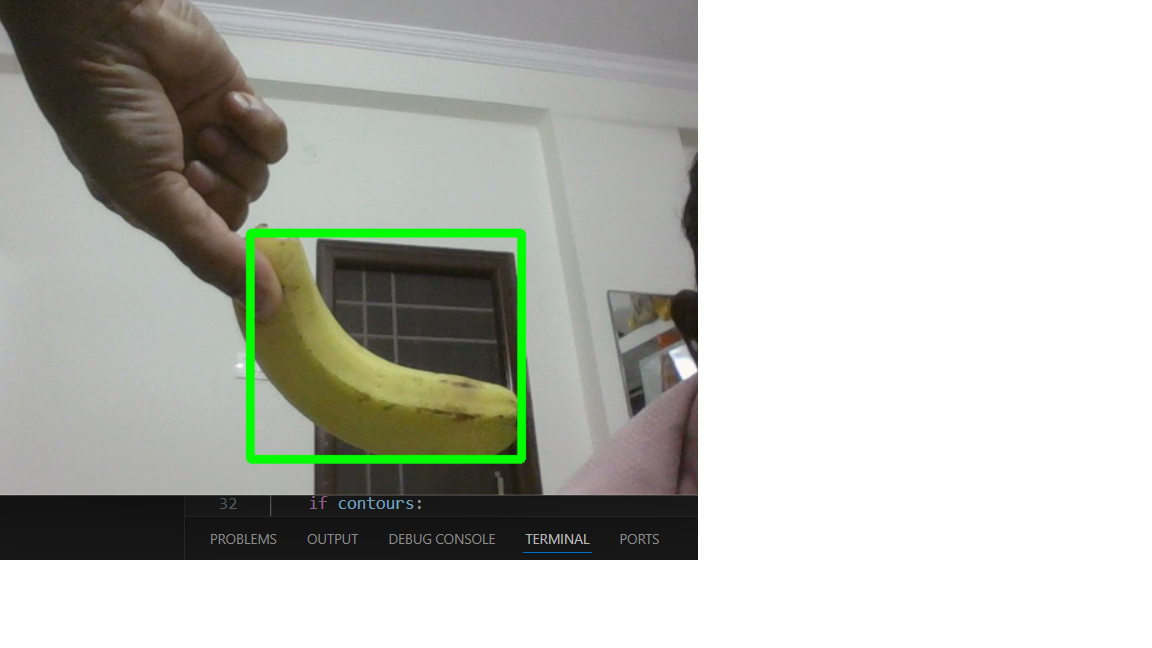 32 if contours:
PROBLEMS OUTPUT DEBUG CONSOLE TERMINAL PORTS